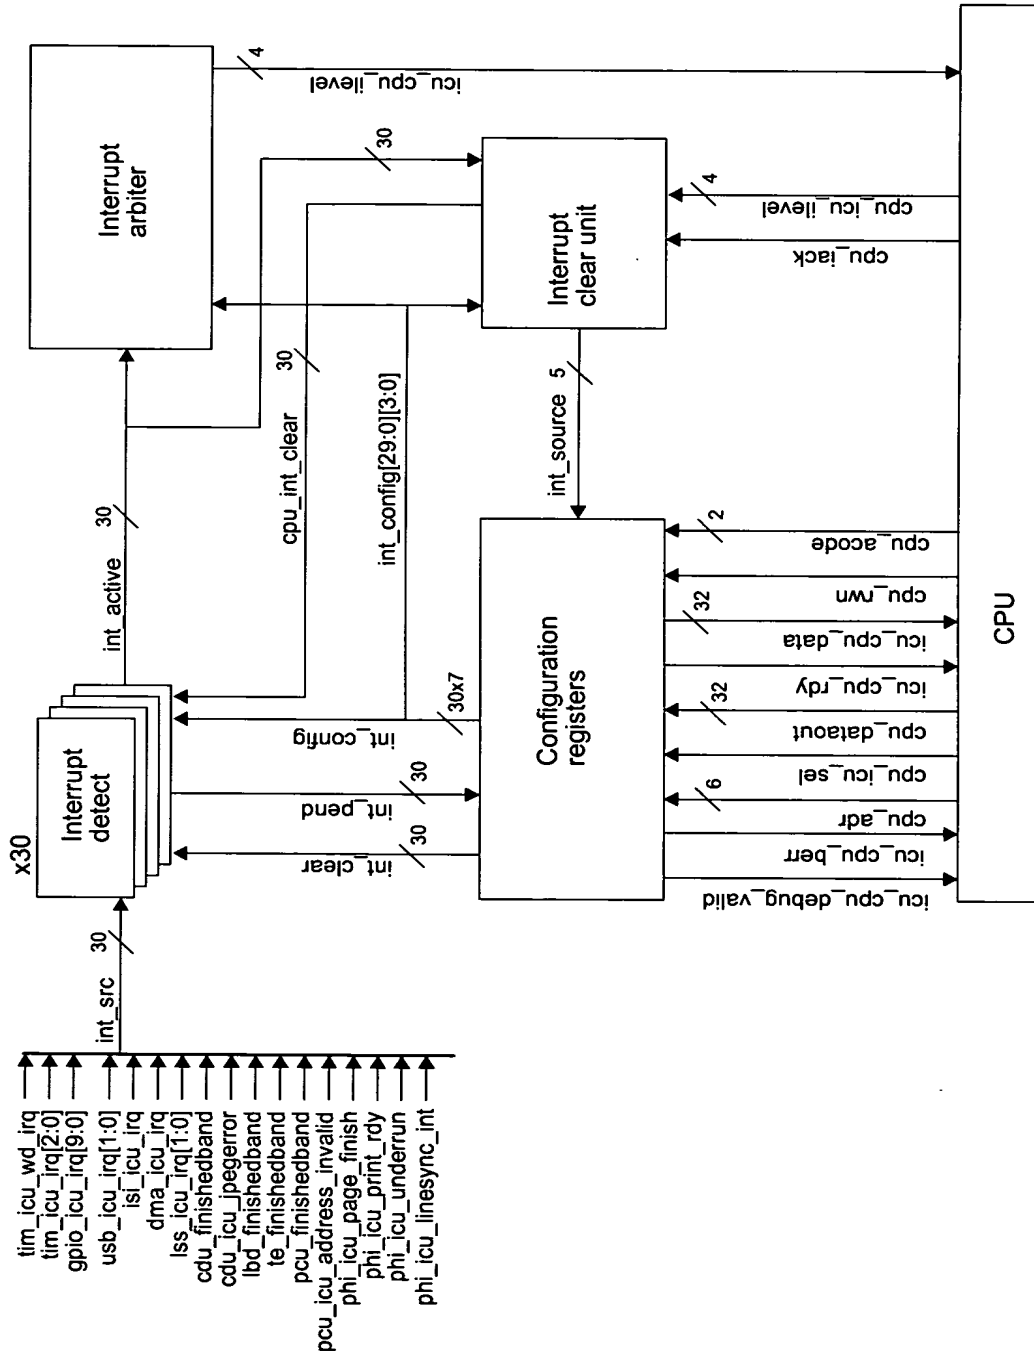 tim_icu_wd_irq
tim_icu_irq[2:0]
gpio_icu_irq[9:0]
usb_icu_irq[1:0]
isi_icu_irq
dma_icu_irq
lss_icu_irq[1:0]
cdu_finishedband
cdu_icu_jpegerror
lbd_finishedband
te_finishedband
pcu_finishedband
pcu_icu_address_invalid
phi_icu_page_finish
phi_icu_print_rdy
phi_icu_underrun
phi_icu_linesync_int
int_src
30
x30
Interrupt
detect
int_active
30
Interrupt
arbiter
4
icu_cpu_ilevel
30
cpu_int_clear
30
int_config[29:0][3:0]
int_clear
30
int_pend
30
int_config
30x7
Configuration
registers
int_source
5
Interrupt
clear unit
cpu_iack
cpu_icu_ilevel
4
icu_cpu_debug_valid
icu_cpu_berr
cpu_adr
6
cpu_icu_sel
cpu_dataout
32
icu_cpu_rdy
icu_cpu_data
32
cpu_rwn
cpu_acode
2
CPU